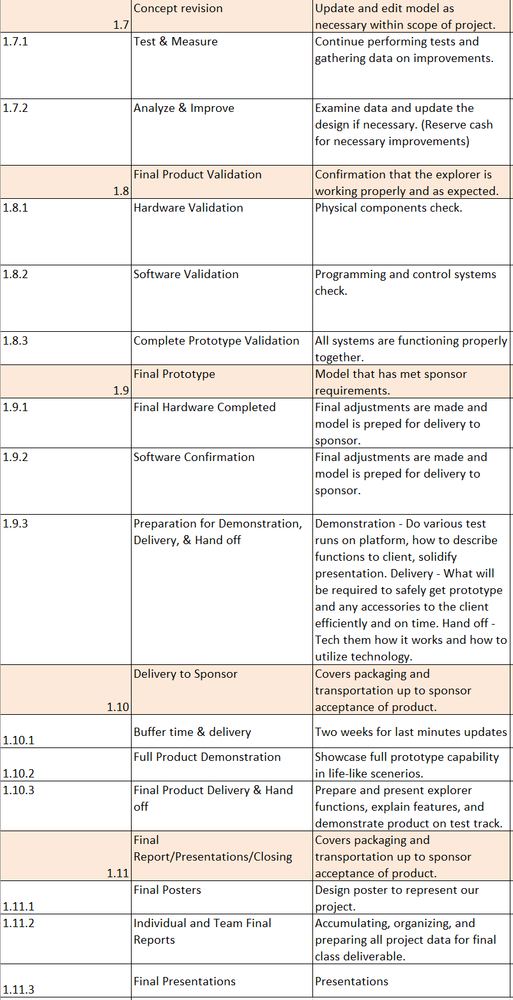 Concept revision
Update and edit model as
1.7
necessary within scope of project.
1.7.1
Test & Measure
Continue performing tests and
gathering data on improvements.
1.7.2
Analyze & Improve
Examine data and update the
design if necessary. (Reserve cash
for necessary improvements)
Final Product Validation
Confirmation that the explorer is
1.8
working properly and as expected.
1.8.1
Hardware Validation
Physical components check.
1.8.2
Software Validation
Programming and control systems
check.
1.8.3
Complete Prototype Validation
All systems are functioning properly
together.
Final Prototype
Model that has met sponsor
1.9
requirements.
1.9.1
Final Hardware Completed
Final adjustments are made and
model is preped for delivery to
sponsor.
1.9.2
Software Confirmation
Final adjustments are made and
model is preped for delivery to
sponsor.
1.9.3
Preparation for Demonstration,
Delivery, & Hand off
Demonstration - Do various test
runs on platform, how to describe
functions to client, solidify
presentation. Delivery - What will
be required to safely get prototype
and any accessories to the client
efficiently and on time. Hand off -
Tech them how it works and how to
utilize technology.
Delivery to Sponsor
Covers packaging and
transportation up to sponsor
1.10
acceptance of product.
Buffer time & delivery
Two weeks for last minutes updates
1.10.1
Full Product Demonstration
Showcase full prototype capability
1.10.2
in life-like scenerios.
1.10.3
Final Product Delivery & Hand
off
Prepare and present explorer
functions, explain features, and
demonstrate product on test track.
Final
Report/Presentations/Closing
Covers packaging and
transportation up to sponsor
1.11
acceptance of product.
Final Posters
Design poster to represent our
1.11.1
project.
1.11.2
Individual and Team Final
Reports
Accumulating, organizing, and
preparing all project data for final
class deliverable.
Final Presentations
Presentations
1.11.3